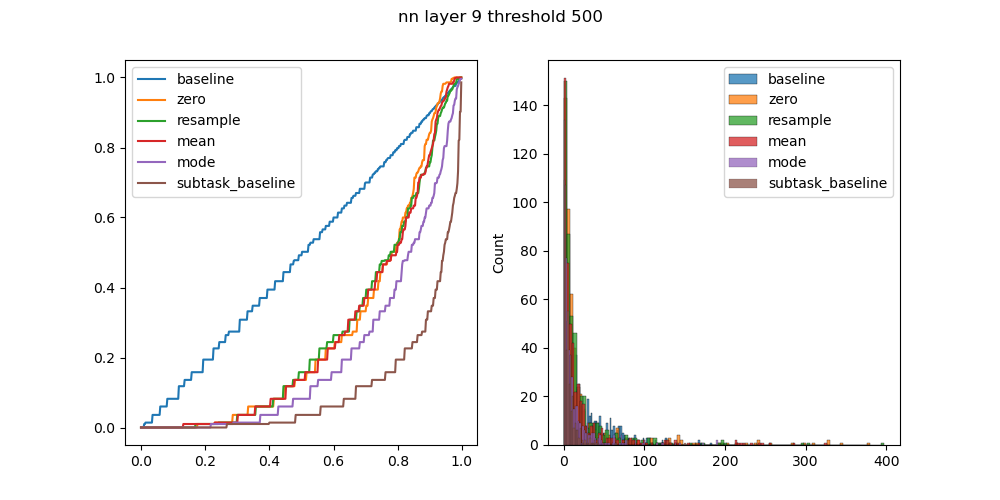 nn layer 9 threshold 500
baseline
zero
resample
mean
mode
subtask_baseline
1.0
0.8
0.6
0.4
0.2
0.0
0.0 0.2 0.4 0.6 0.8 1.0
baseline
zero
resample
mean
mode
subtask_baseline
Count
140
120
100
80
60
40
20
0
0 100 200 300 400